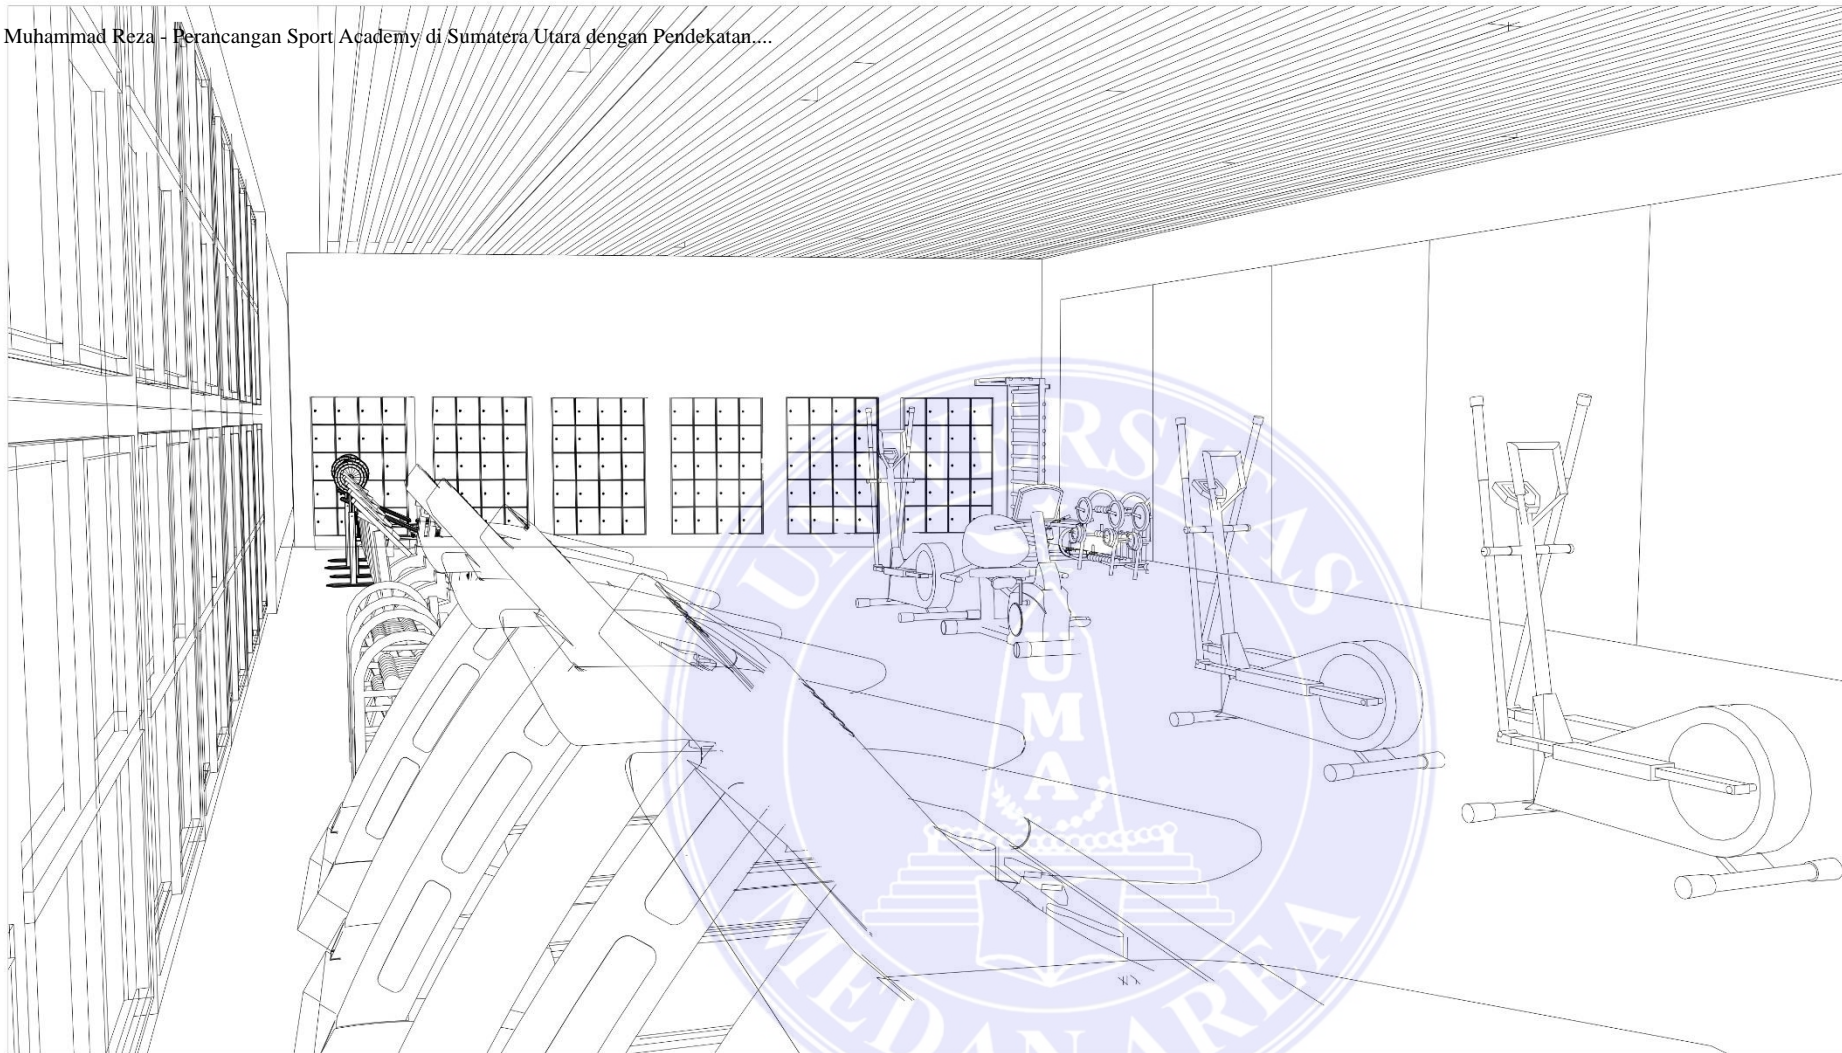 Muhammad Reza - Perancangan Sport Academy di Sumatera Utara dengan Pendekatan....
UNIVERSITAS
UMA
MEDAN AREA